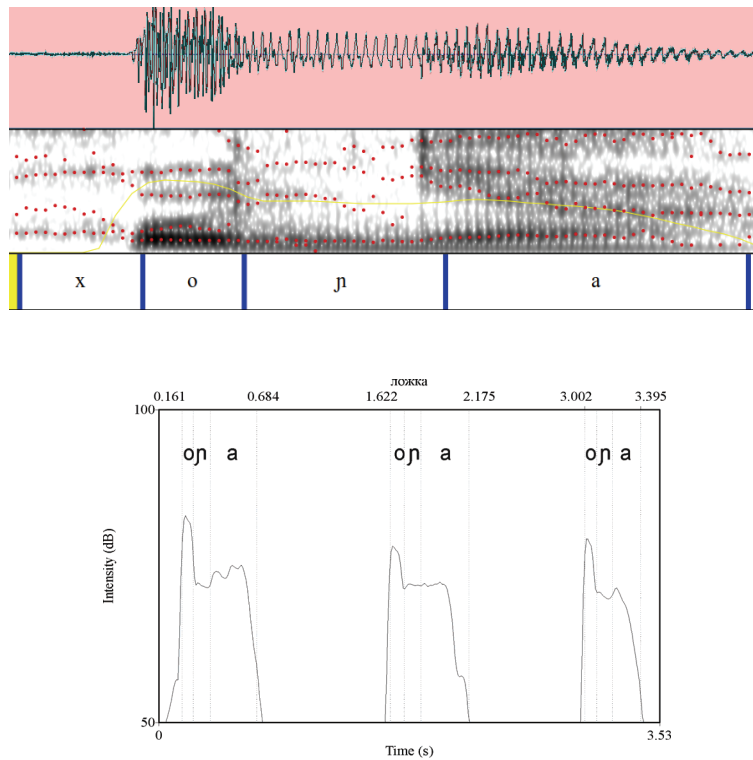 x o ɲ a
ложка
0.161 0.684 1.622 2.175 3.002 3.395
100
oɲ a oɲ a oɲ a
Intensity (dB)
50
0 3.53
Time (s)